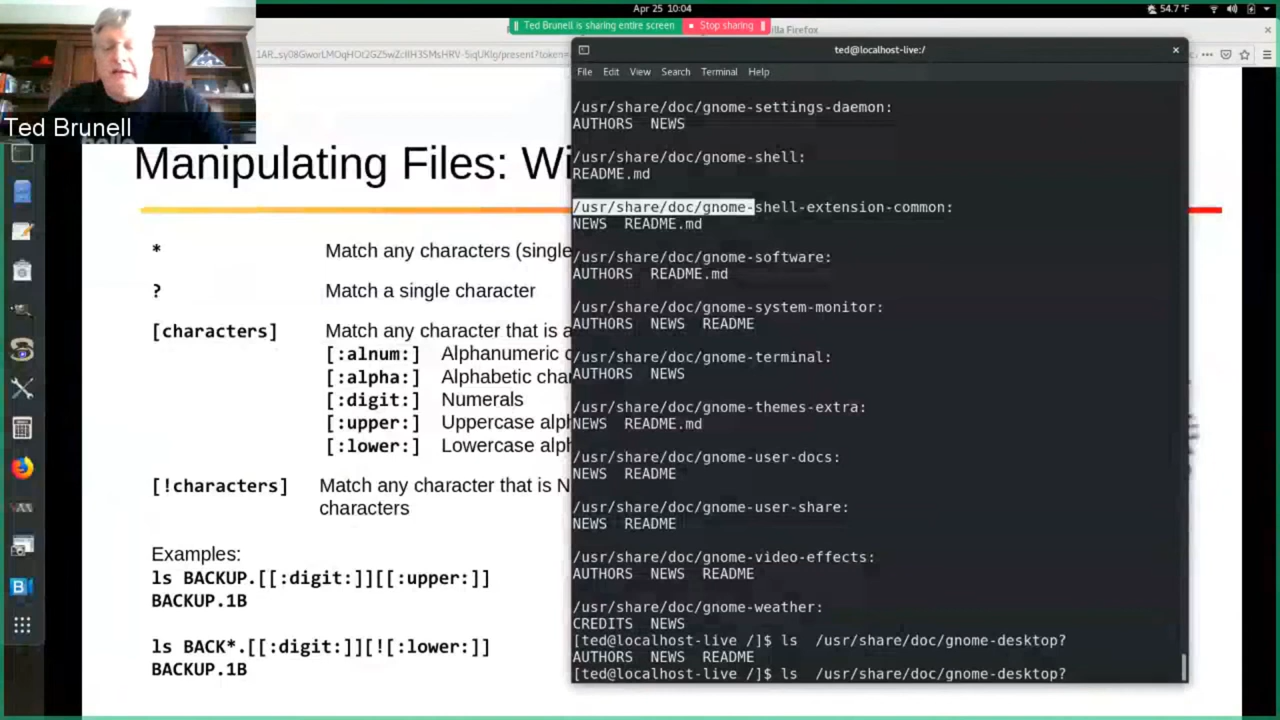 Apr 25 10:04
54.7 °F
Ted Brunell is sharing entire screen
Stop sharing
lla Firefox
ted@localhost-live:/
File Edit View Search Terminal Help
Ted Brunell
Manipulating Files: Wi
* Match any characters (single
? Match a single character
[characters] Match any character that is a
[:alnum:] Alphanumeric c
[:alpha:] Alphabetic cha
[:digit:] Numerals
[:upper:] Uppercase alph
[:lower:] Lowercase alph
[!characters] Match any character that is N
characters
Examples:
ls BACKUP.[[:digit:]][[:upper:]]
BACKUP.1B
ls BACK*.[[:digit:]][![:lower:]]
BACKUP.1B
/usr/share/doc/gnome-settings-daemon:
AUTHORS NEWS
/usr/share/doc/gnome-shell:
README.md
/usr/share/doc/gnome-shell-extension-common:
NEWS README.md
/usr/share/doc/gnome-software:
AUTHORS README.md
/usr/share/doc/gnome-system-monitor:
AUTHORS NEWS README
/usr/share/doc/gnome-terminal:
AUTHORS NEWS
/usr/share/doc/gnome-themes-extra:
NEWS README.md
/usr/share/doc/gnome-user-docs:
NEWS README
/usr/share/doc/gnome-user-share:
NEWS README
/usr/share/doc/gnome-video-effects:
AUTHORS NEWS README
/usr/share/doc/gnome-weather:
CREDITS NEWS
[ted@localhost-live /]$ ls /usr/share/doc/gnome-desktop?
AUTHORS NEWS README
[ted@localhost-live /]$ ls /usr/share/doc/gnome-desktop?